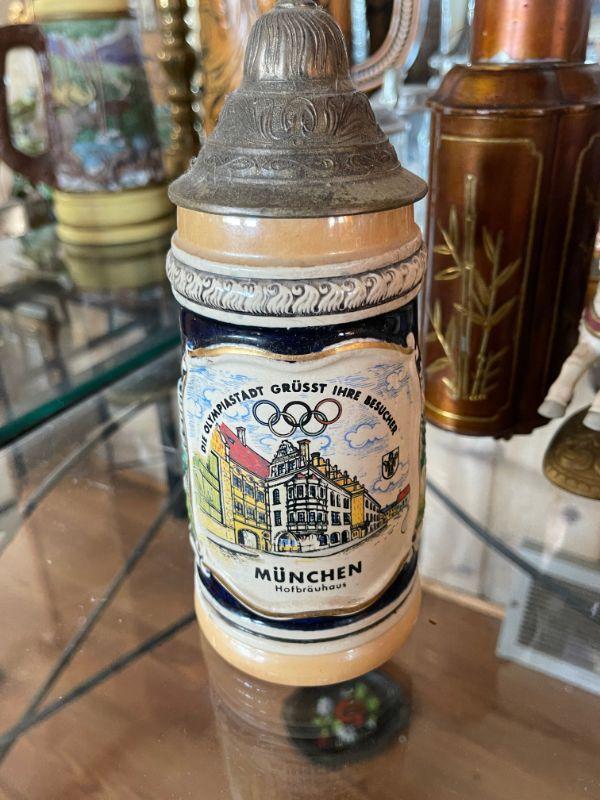 DIE OLYMPIASTADT GRÜSST IHRE BESUCHER
MÜNCHEN
Hofbräuhaus